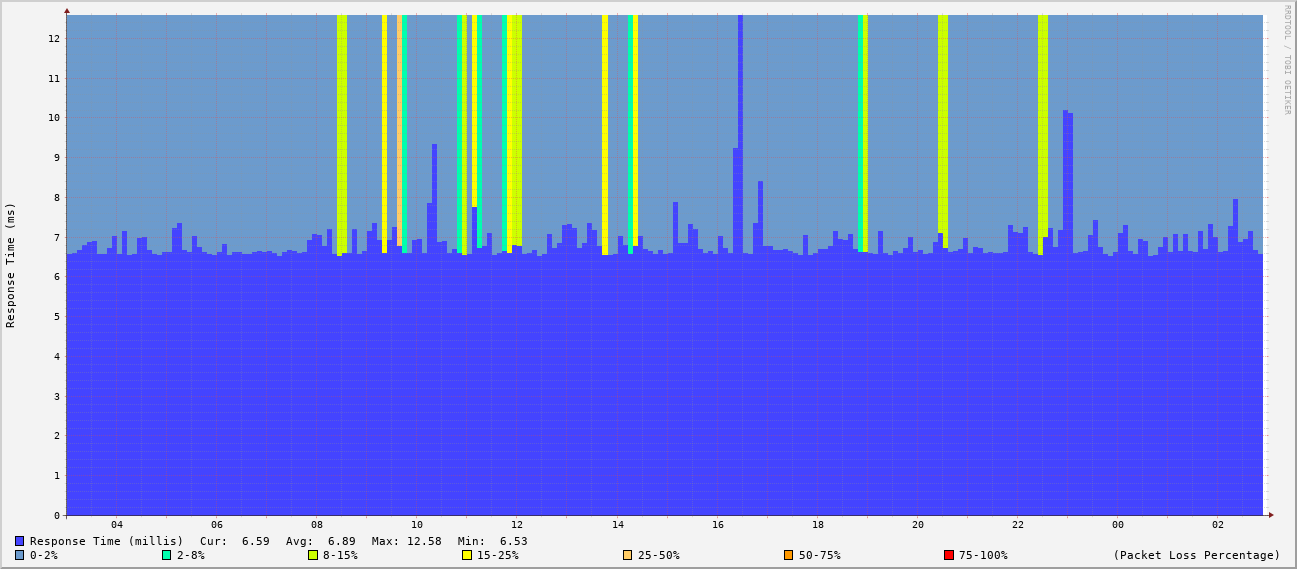 RRDTOOL / TOBI OETIKER
Response Time (ms)
12
11
10
9
8
7
6
5
4
3
2
1
0
04 06 08 10 12 14 16 18 20 22 00 02
Response Time (millis) Cur: 6.59 Avg: 6.89 Max: 12.58 Min: 6.53
0-2% 2-8% 8-15% 15-25% 25-50% 50-75% 75-100% (Packet Loss Percentage)